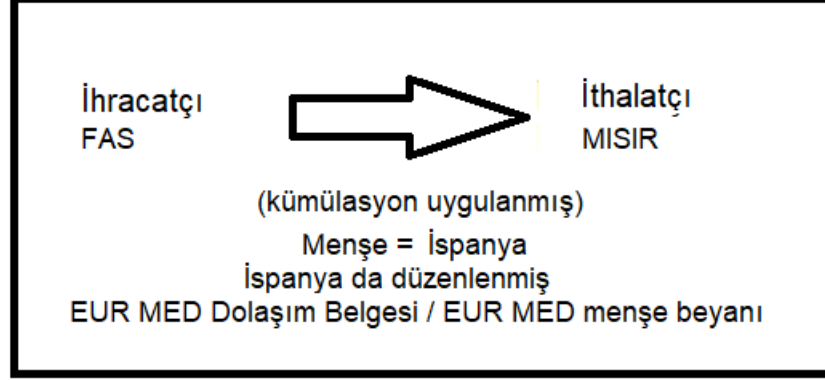 İhracatçı
FAS
İthalatçı
MISIR
(kümülasyon uygulanmış)
Menşe = İspanya
İspanya da düzenlenmiş
EUR MED Dolaşım Belgesi / EUR MED menşe beyanı